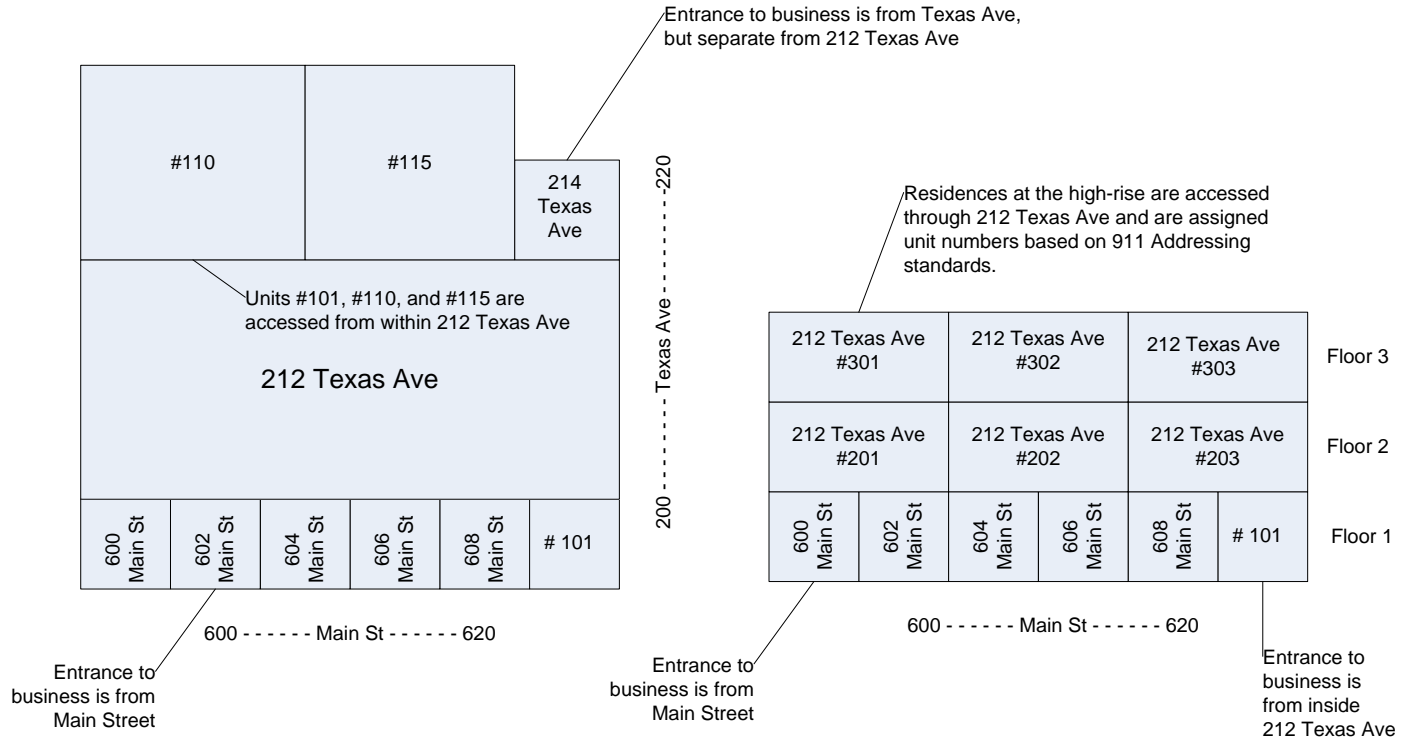 Entrance to business is from Texas Ave,
but separate from 212 Texas Ave
#110
#115
214
Texas
Ave
Units #101, #110, and #115 are
accessed from within 212 Texas Ave
212 Texas Ave
200 - - - - - - Texas Ave - - - - - -220
600
Main St
602
Main St
604
Main St
606
Main St
608
Main St
# 101
600 - - - - - - Main St - - - - - - 620
Entrance to
business is from
Main Street
Residences at the high-rise are accessed
through 212 Texas Ave and are assigned
unit numbers based on 911 Addressing
standards.
212 Texas Ave
#301
212 Texas Ave
#302
212 Texas Ave
#303
Floor 3
212 Texas Ave
#201
212 Texas Ave
#202
212 Texas Ave
#203
Floor 2
600
Main St
602
Main St
604
Main St
606
Main St
608
Main St
# 101
Floor 1
600 - - - - - - Main St - - - - - - 620
Entrance to
business is from
Main Street
Entrance to
business is
from inside
212 Texas Ave